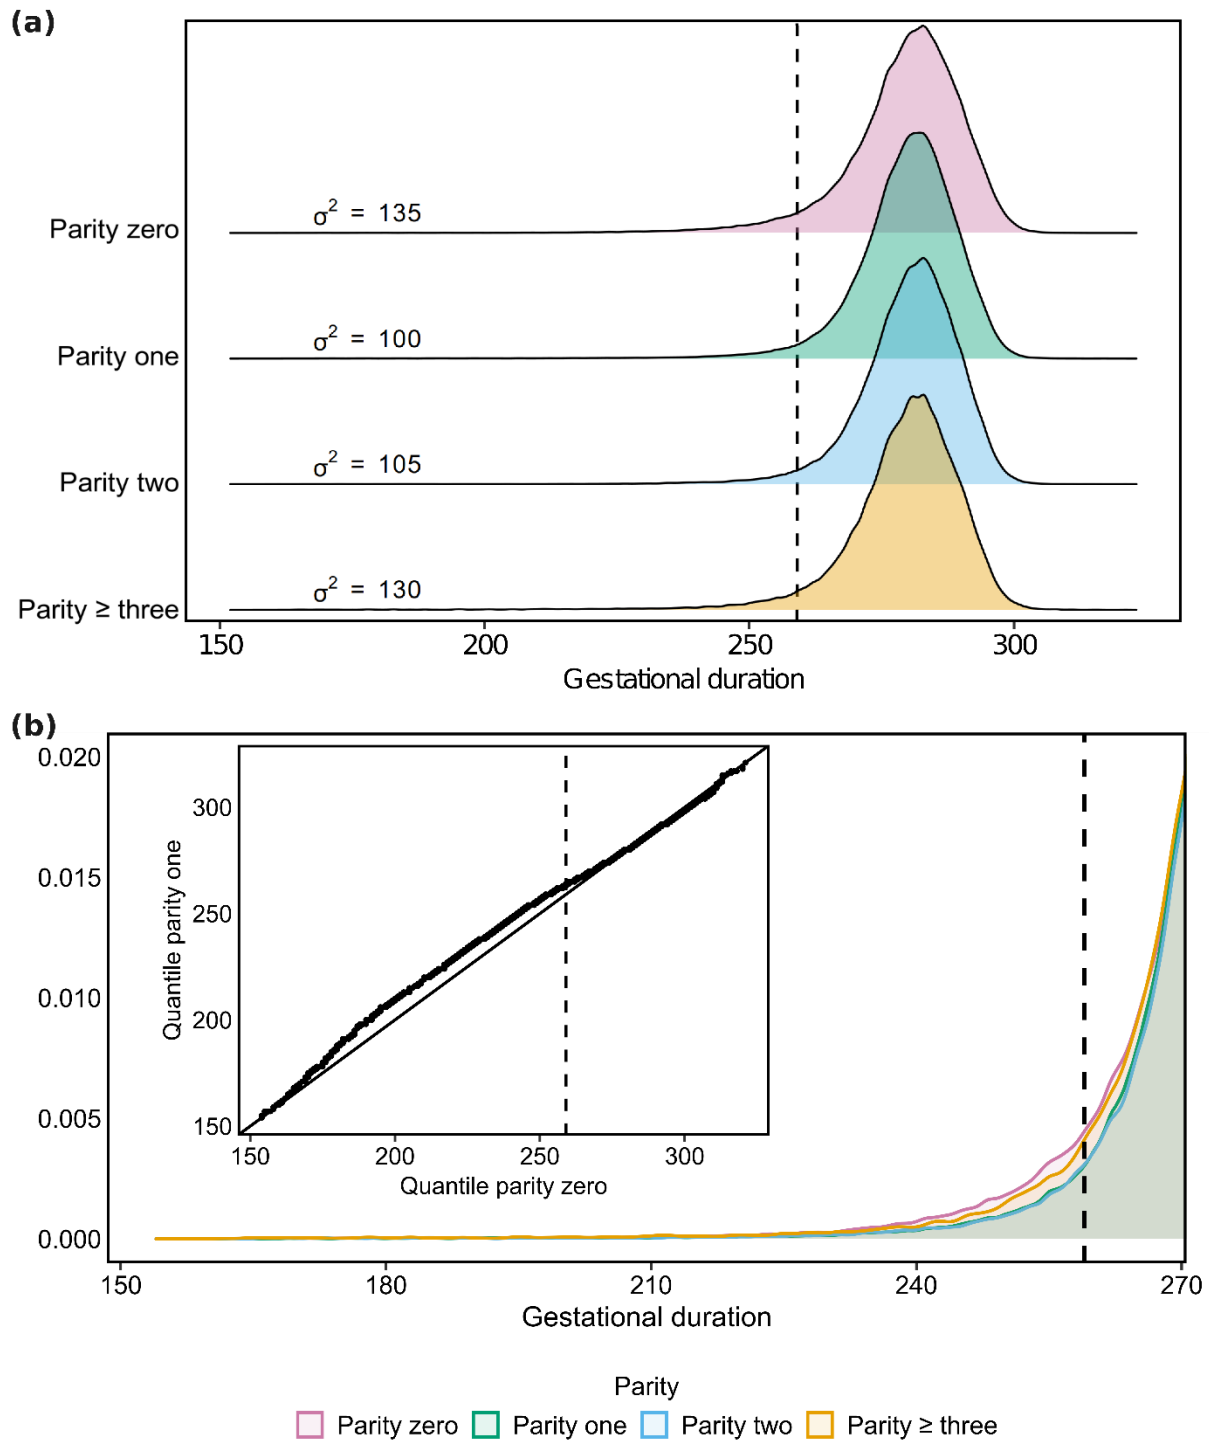 (a)
Parity zero
σ² = 135
Parity one
σ² = 100
Parity two
σ² = 105
Parity ≥ three
σ² = 130
150 200 250 300
Gestational duration
(b)
0.020
0.015
0.010
0.005
0.000
300
250
200
150
Quantile parity one
150 200 250 300
Quantile parity zero
150 180 210 240 270
Gestational duration
Parity
Parity zero Parity one Parity two Parity ≥ three